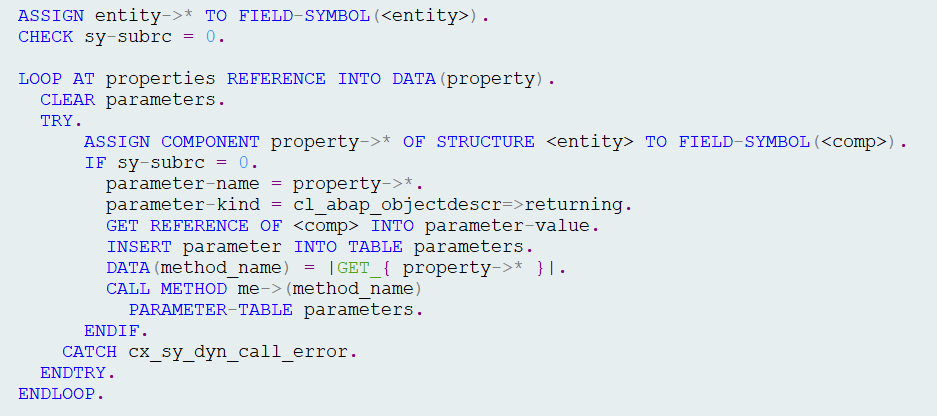 ASSIGN entity->* TO FIELD-SYMBOL(<entity>).
CHECK sy-subrc = 0.

LOOP AT properties REFERENCE INTO DATA(property).
  CLEAR parameters.
  TRY.
      ASSIGN COMPONENT property->* OF STRUCTURE <entity> TO FIELD-SYMBOL(<comp>).
      IF sy-subrc = 0.
        parameter-name = property->*.
        parameter-kind = cl_abap_objectdescr=>returning.
        GET REFERENCE OF <comp> INTO parameter-value.
        INSERT parameter INTO TABLE parameters.
        DATA(method_name) = |GET_{ property->* }|.
        CALL METHOD me->(method_name)
          PARAMETER-TABLE parameters.
      ENDIF.
    CATCH cx_sy_dyn_call_error.
  ENDTRY.
ENDLOOP.